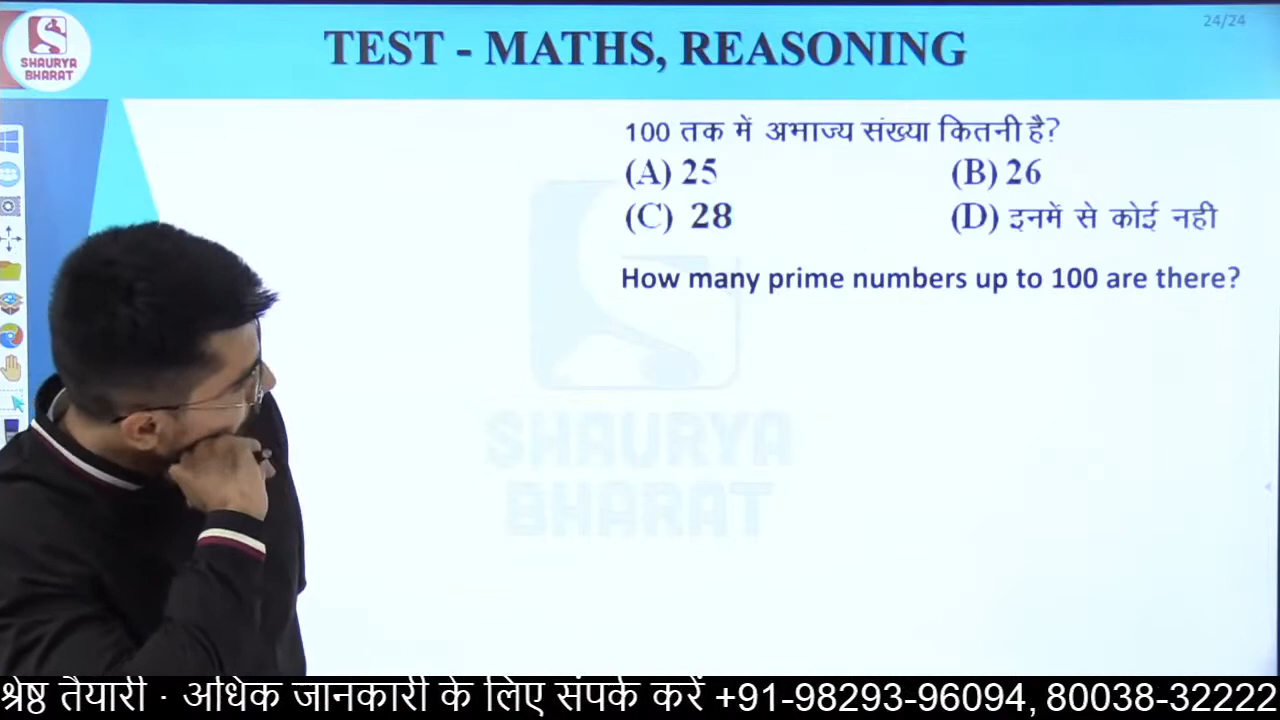 24/24
SHAURYA
BHARAT
TEST - MATHS, REASONING
100 तक में अभाज्य संख्या कितनी है?
(A) 25 (B) 26
(C) 28 (D) इनमें से कोई नही
How many prime numbers up to 100 are there?
SHAURYA
BHARAT
श्रेष्ठ तैयारी · अधिक जानकारी के लिए संपर्क करें +91-98293-96094, 80038-32222